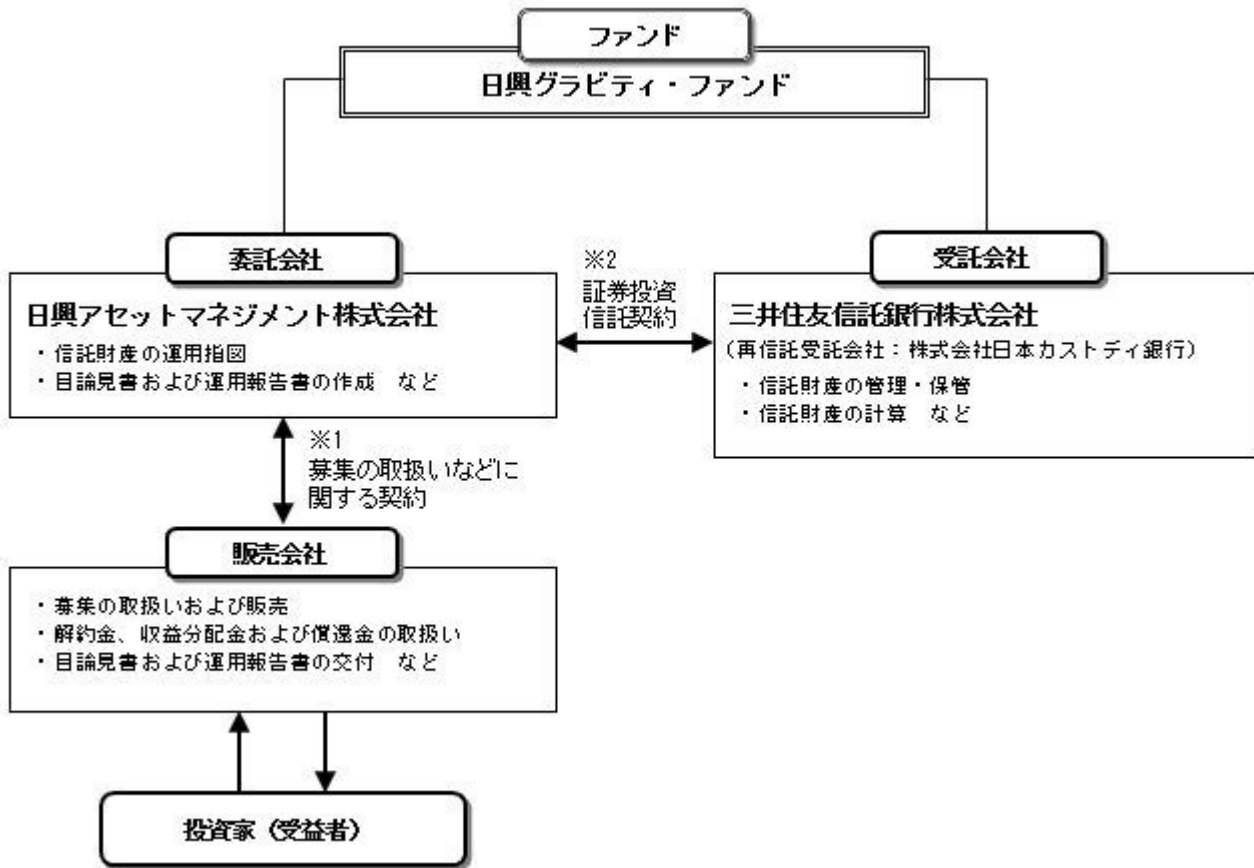 ファンド
日興グラビティ・ファンド
委託会社
日興アセットマネジメント株式会社
・信託財産の運用指図
・目論見書および運用報告書の作成 など
※2
証券投資
信託契約
受託会社
三井住友信託銀行株式会社
(再信託受託会社:株式会社日本カストディ銀行)
・信託財産の管理・保管
・信託財産の計算 など
※1
募集の取扱いなどに
関する契約
販売会社
・募集の取扱いおよび販売
・解約金、収益分配金および償還金の取扱い
・目論見書および運用報告書の交付 など
投資家(受益者)